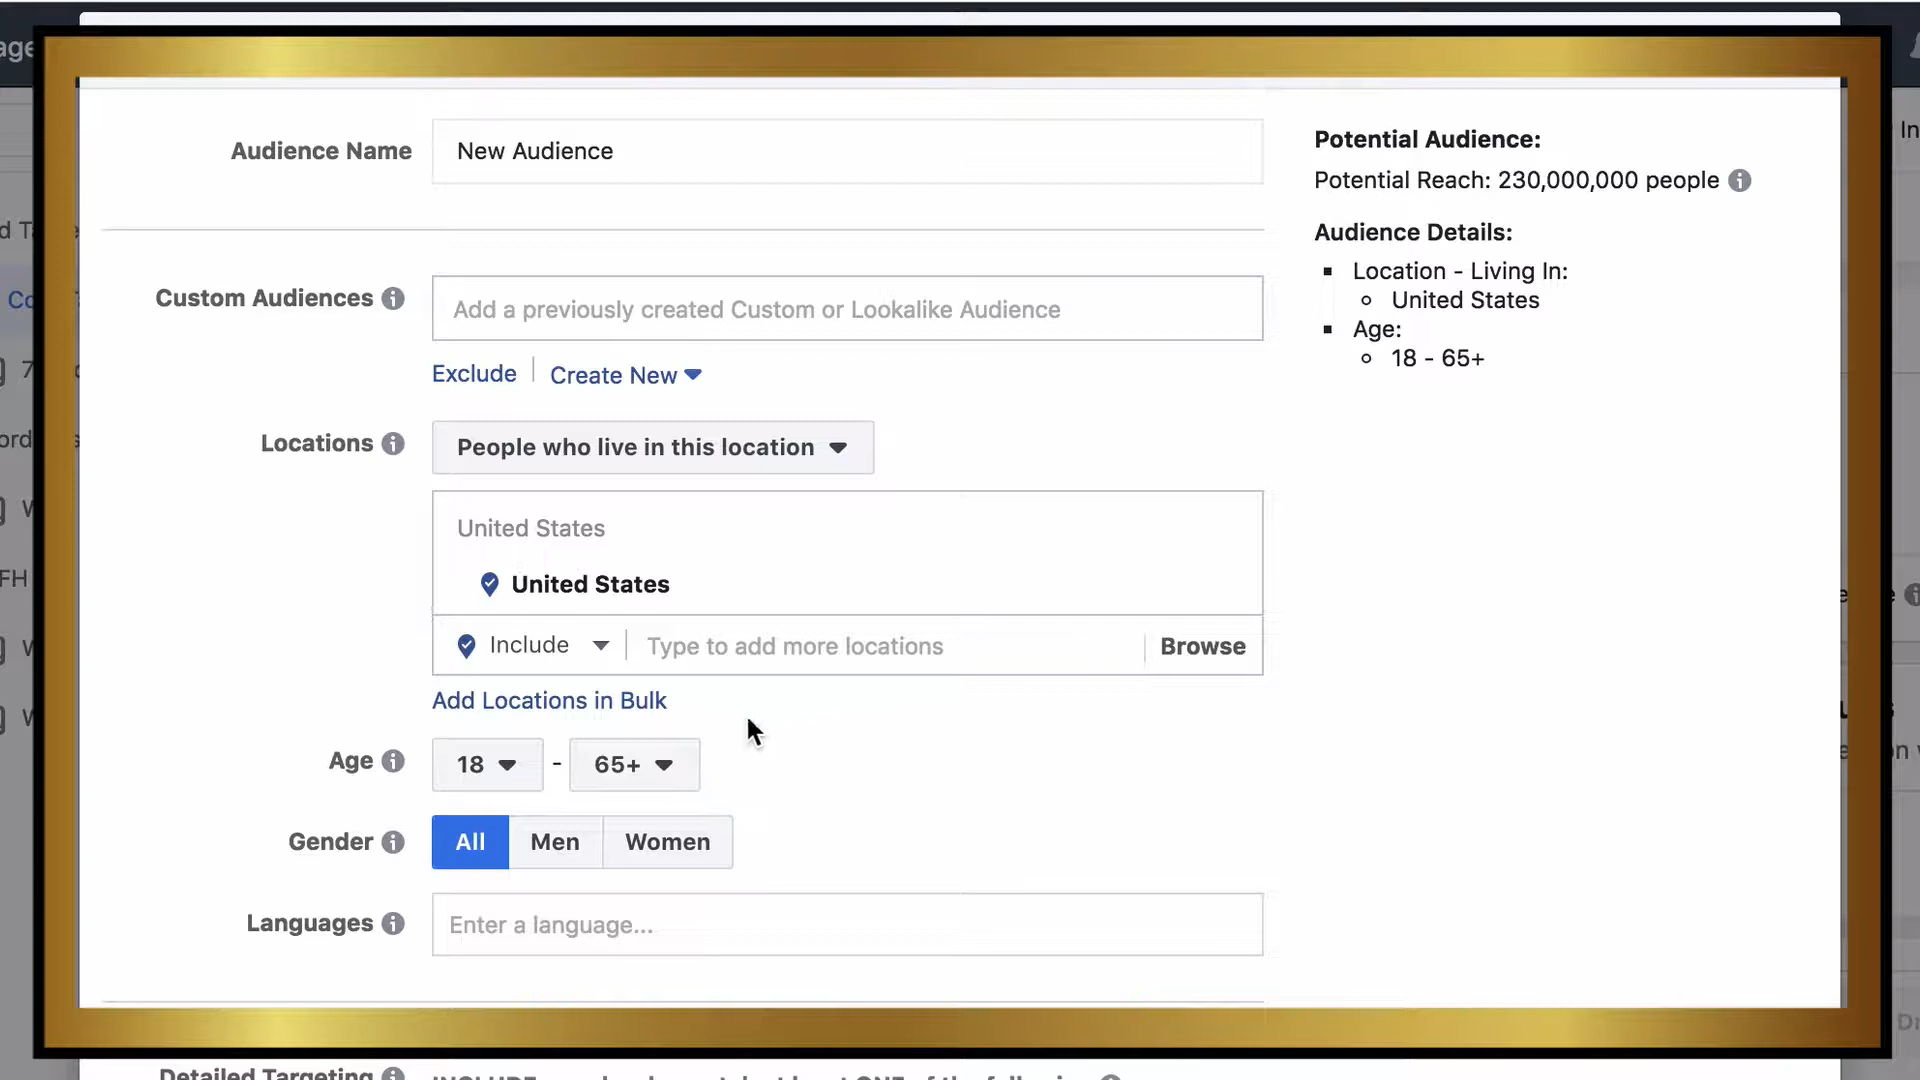 Audience Name
New Audience
Custom Audiences
Add a previously created Custom or Lookalike Audience
Exclude
Create New
Locations
People who live in this location
United States
United States
Include
Type to add more locations
Browse
Add Locations in Bulk
Age
18 - 65+
Gender
All
Men
Women
Languages
Enter a language...
Detailed Targeting
Potential Audience:
Potential Reach: 230,000,000 people
Audience Details:
Location - Living In:
United States
Age:
18 - 65+